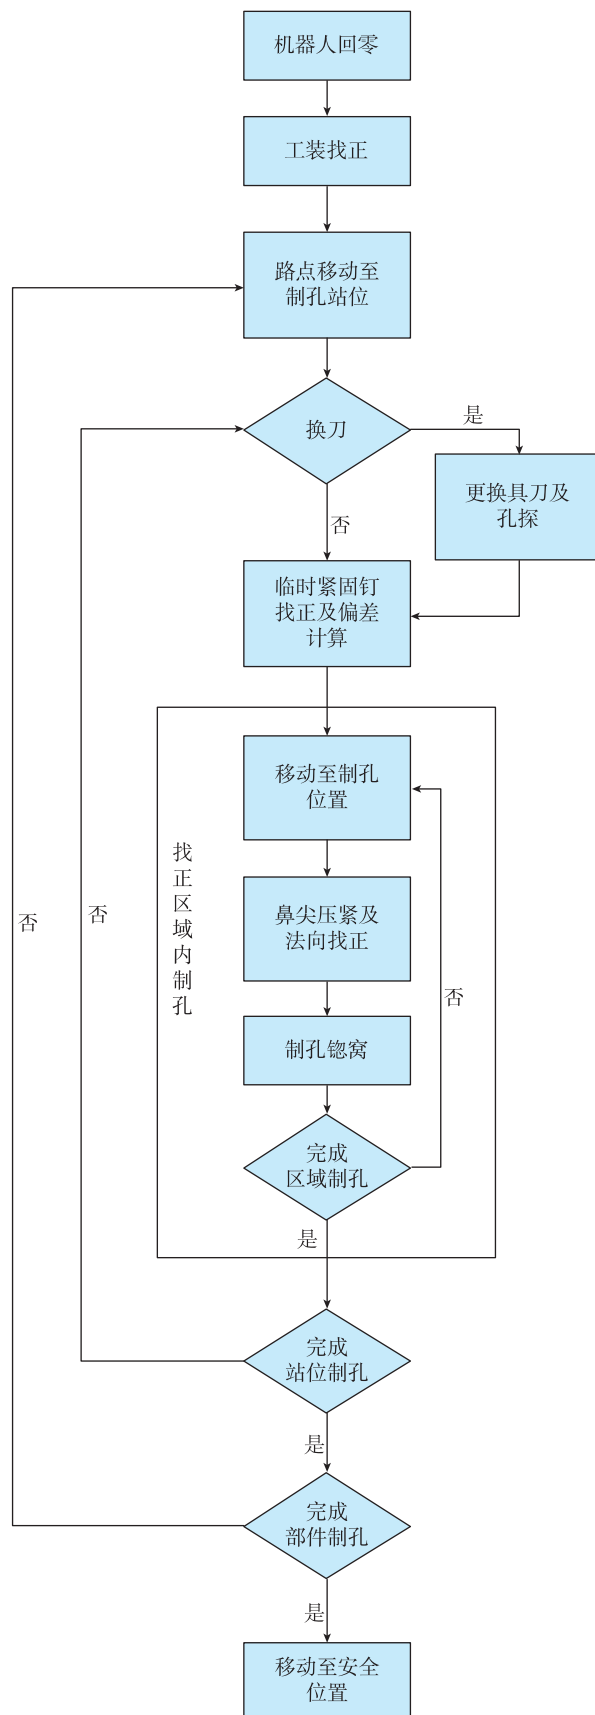 机器人回零
工装找正
路点移动至
制孔站位
换刀
是
更换具刀及
孔探
否
临时紧固钉
找正及偏差
计算
移动至制孔
位置
找正区域内制孔
鼻尖压紧及
法向找正
否
否
否
制孔锪窝
完成
区域制孔
是
完成
站位制孔
是
完成
部件制孔
是
移动至安全
位置